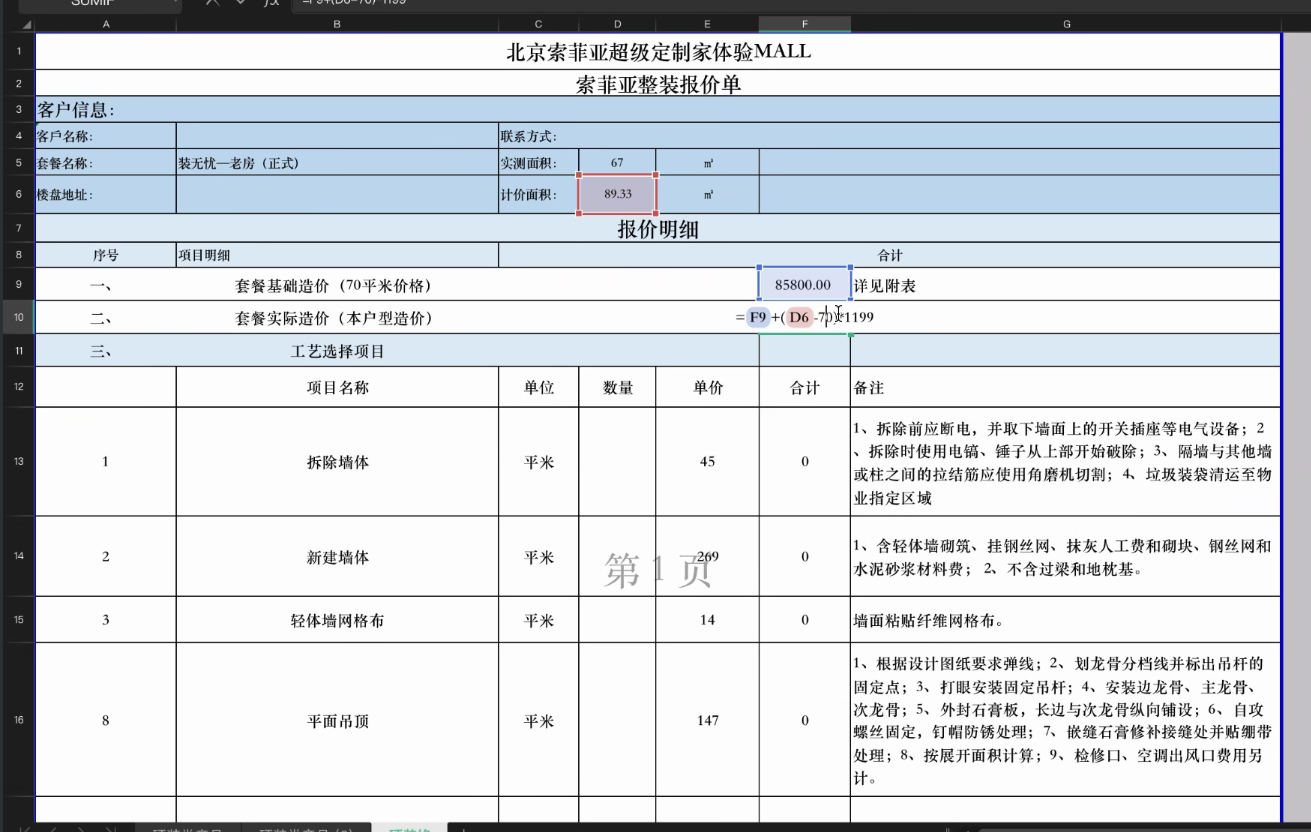 =F9+(D6-70)*1199
A B C D E F G
1 北京索菲亚超级定制家体验MALL
2 索菲亚整装报价单
3 客户信息：
4 客戶名称： 联系方式：
5 套餐名称： 装无忧—老房（正式） 实测面积： 67 ㎡
6 楼盘地址： 计价面积： 89.33 ㎡
7 报价明细
8 序号 项目明细 合计
9 一、 套餐基础造价（70平米价格） 85800.00 详见附表
10 二、 套餐实际造价（本户型造价） =F9+(D6-70)*1199
11 三、 工艺选择项目
12 项目名称 单位 数量 单价 合计 备注
13 1 拆除墙体 平米 45 0
1、拆除前应断电，并取下墙面上的开关插座等电气设备；2
、拆除时使用电镐、锤子从上部开始破除；3、隔墙与其他墙
或柱之间的拉结筋应使用角磨机切割；4、垃圾装袋清运至物
业指定区域
14 2 新建墙体 平米 269 0
1、含轻体墙砌筑、挂钢丝网、抹灰人工费和砌块、钢丝网和
水泥砂浆材料费； 2、不含过梁和地枕基。
第 1 页
15 3 轻体墙网格布 平米 14 0 墙面粘贴纤维网格布。
16 8 平面吊顶 平米 147 0
1、根据设计图纸要求弹线；2、划龙骨分档线并标出吊杆的
固定点；3、打眼安装固定吊杆；4、安装边龙骨、主龙骨、
次龙骨；5、外封石膏板，长边与次龙骨纵向铺设；6、自攻
螺丝固定，钉帽防锈处理；7、嵌缝石膏修补接缝处并贴绷带
处理；8、按展开面积计算；9、检修口、空调出风口费用另
计。